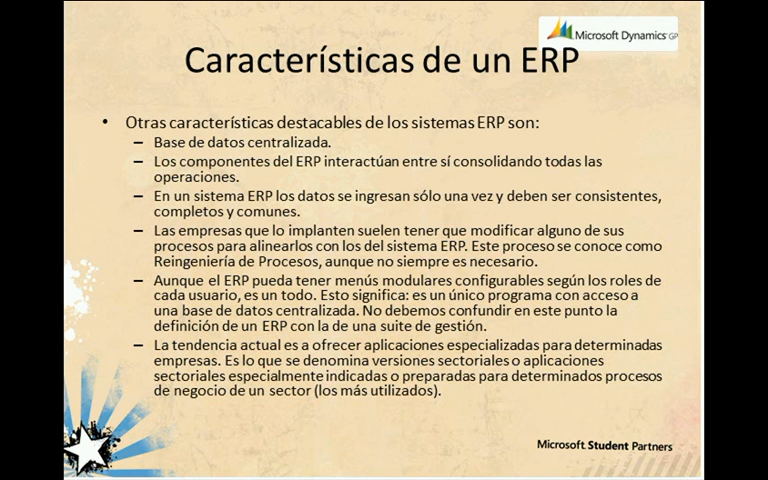 Microsoft Dynamics GP
Características de un ERP
• Otras características destacables de los sistemas ERP son:
– Base de datos centralizada.
– Los componentes del ERP interactúan entre sí consolidando todas las
operaciones.
– En un sistema ERP los datos se ingresan sólo una vez y deben ser consistentes,
completos y comunes.
– Las empresas que lo implanten suelen tener que modificar alguno de sus
procesos para alinearlos con los del sistema ERP. Este proceso se conoce como
Reingeniería de Procesos, aunque no siempre es necesario.
– Aunque el ERP pueda tener menús modulares configurables según los roles de
cada usuario, es un todo. Esto significa: es un único programa con acceso a
una base de datos centralizada. No debemos confundir en este punto la
definición de un ERP con la de una suite de gestión.
– La tendencia actual es a ofrecer aplicaciones especializadas para determinadas
empresas. Es lo que se denomina versiones sectoriales o aplicaciones
sectoriales especialmente indicadas o preparadas para determinados procesos
de negocio de un sector (los más utilizados).
Microsoft Student Partners